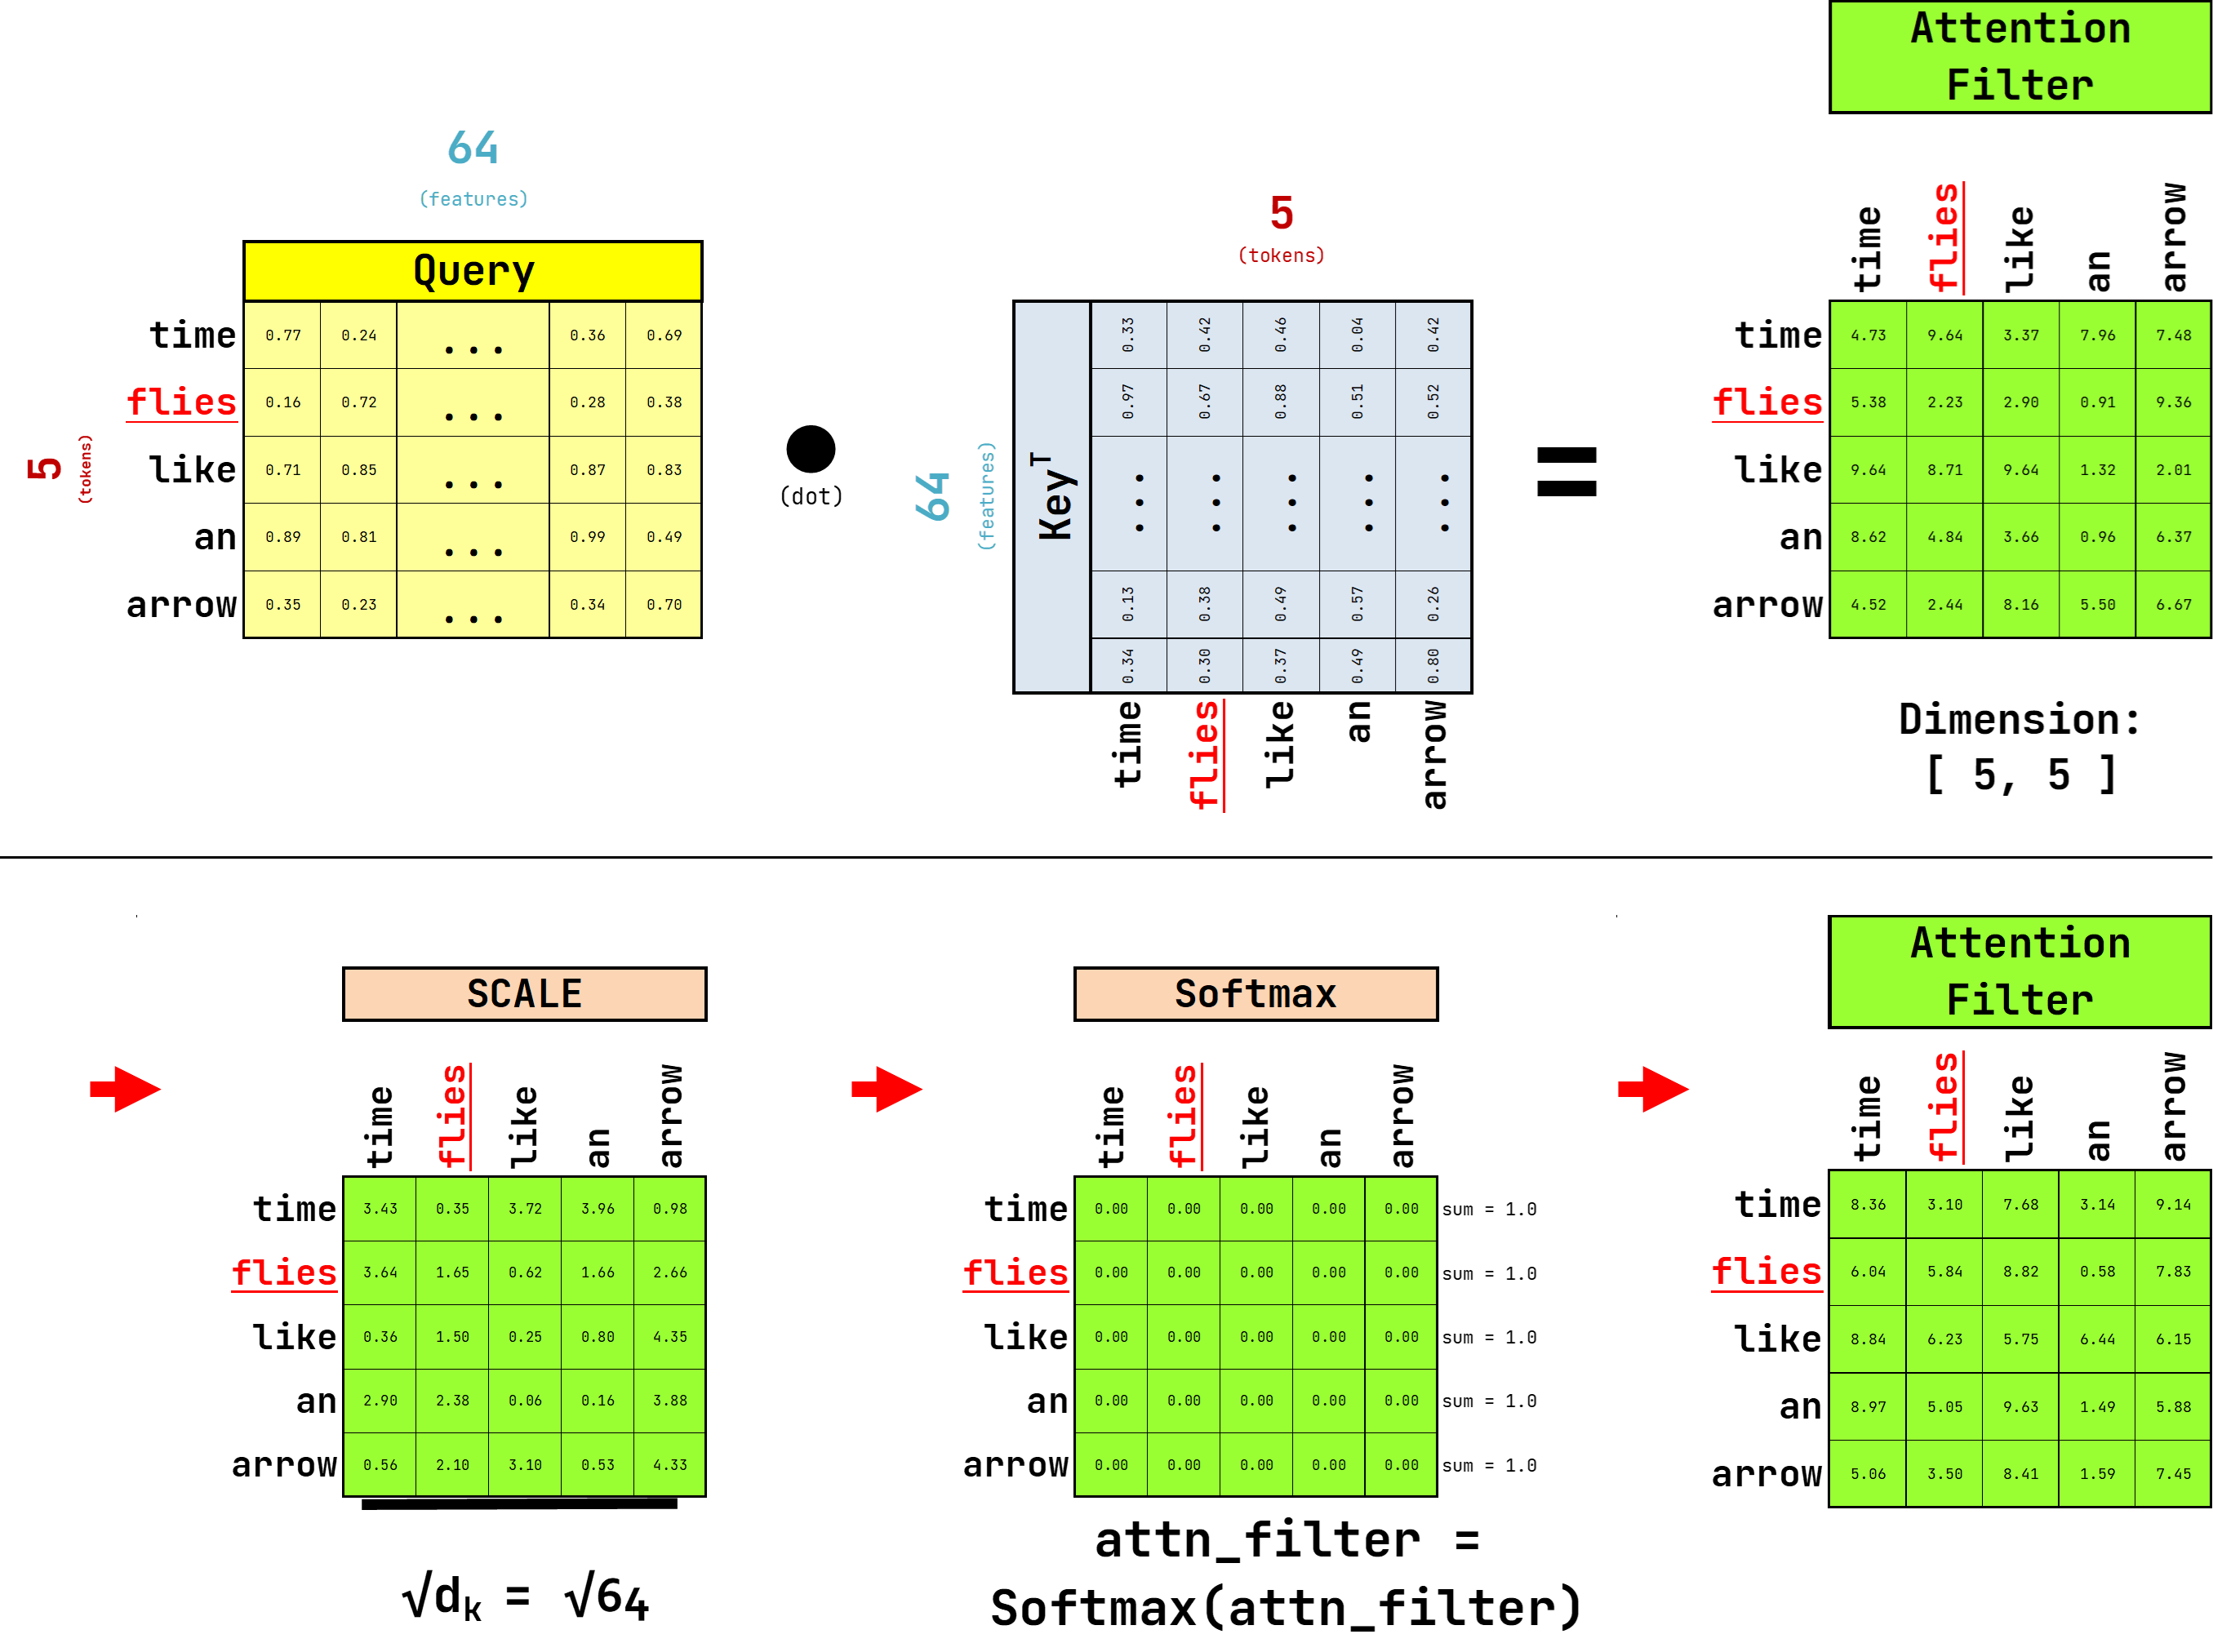 Attention
Filter
64
(features)
5
(tokens)
Query
time 0.77 0.24 ... 0.36 0.69
flies 0.16 0.72 ... 0.28 0.38
like 0.71 0.85 ... 0.87 0.83
an 0.89 0.81 ... 0.99 0.49
arrow 0.35 0.23 ... 0.34 0.70
5
(tokens)
(dot)
64
(features)
Key^T
0.33 0.42 0.46 0.04 0.42
0.97 0.67 0.88 0.51 0.52
... ... ... ... ...
0.13 0.38 0.49 0.57 0.26
0.34 0.30 0.37 0.49 0.80
time flies like an arrow
=
time flies like an arrow
time 4.73 9.64 3.37 7.96 7.48
flies 5.38 2.23 2.90 0.91 9.36
like 9.64 8.71 9.64 1.32 2.01
an 8.62 4.84 3.66 0.96 6.37
arrow 4.52 2.44 8.16 5.50 6.67
Dimension:
[ 5, 5 ]
SCALE
time flies like an arrow
time 3.43 0.35 3.72 3.96 0.98
flies 3.64 1.65 0.62 1.66 2.66
like 0.36 1.50 0.25 0.80 4.35
an 2.90 2.38 0.06 0.16 3.88
arrow 0.56 2.10 3.10 0.53 4.33
√dk = √64
Softmax
time flies like an arrow
time 0.00 0.00 0.00 0.00 0.00 sum = 1.0
flies 0.00 0.00 0.00 0.00 0.00 sum = 1.0
like 0.00 0.00 0.00 0.00 0.00 sum = 1.0
an 0.00 0.00 0.00 0.00 0.00 sum = 1.0
arrow 0.00 0.00 0.00 0.00 0.00 sum = 1.0
attn_filter =
Softmax(attn_filter)
Attention
Filter
time flies like an arrow
time 8.36 3.10 7.68 3.14 9.14
flies 6.04 5.84 8.82 0.58 7.83
like 8.84 6.23 5.75 6.44 6.15
an 8.97 5.05 9.63 1.49 5.88
arrow 5.06 3.50 8.41 1.59 7.45